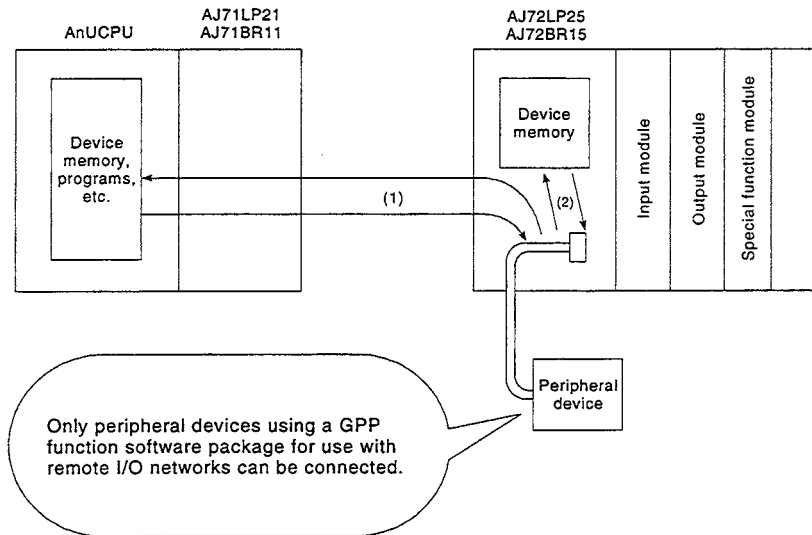 AnUCPU
AJ71LP21
AJ71BR11
AJ72LP25
AJ72BR15
Device
memory,
programs,
etc.
Device
memory
Input module
Output module
Special function module
(1)
(2)
Peripheral
device
Only peripheral devices using a GPP
function software package for use with
remote I/O networks can be connected.